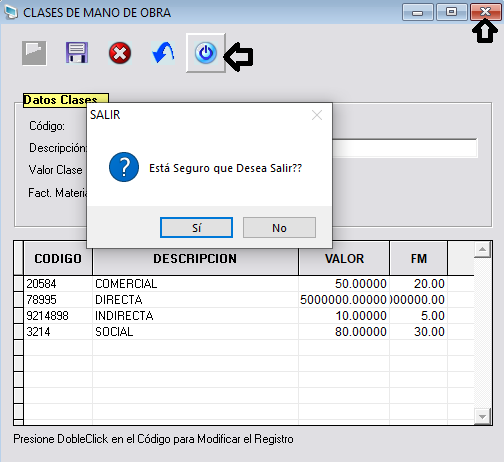 CLASES DE MANO DE OBRA
Datos Clases
SALIR
Código:
Descripción:
Está Seguro que Desea Salir??
Valor Clase
Fact. Materia
Sí No
CODIGO DESCRIPCION VALOR FM
20584 COMERCIAL 50.00000 20.00
78995 DIRECTA 5000000.00000 000000.00
9214898 INDIRECTA 10.00000 5.00
3214 SOCIAL 80.00000 30.00
Presione DobleClick en el Código para Modificar el Registro